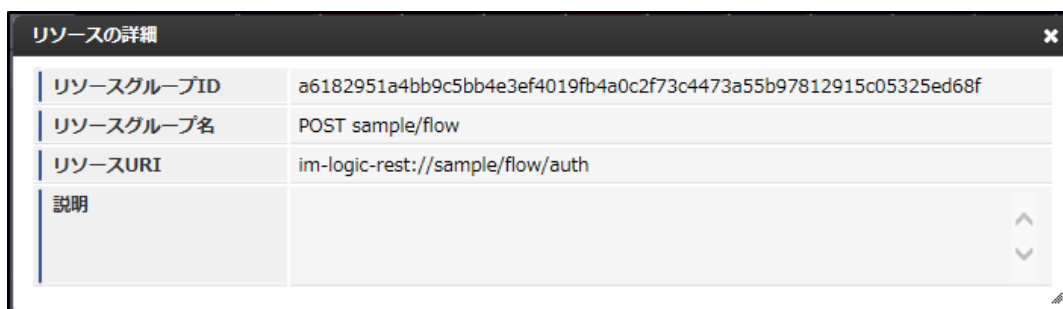 リソースの詳細
リソースグループID a6182951a4bb9c5bb4e3ef4019fb4a0c2f73c4473a55b97812915c05325ed68f
リソースグループ名 POST sample/flow
リソースURI im-logic-rest://sample/flow/auth
説明